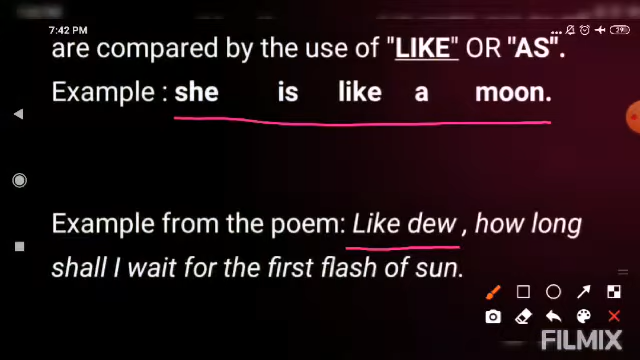 7:42 PM
29
are compared by the use of "LIKE" OR "AS".
Example : she is like a moon.
Example from the poem: Like dew , how long
shall I wait for the first flash of sun.
FILMIX